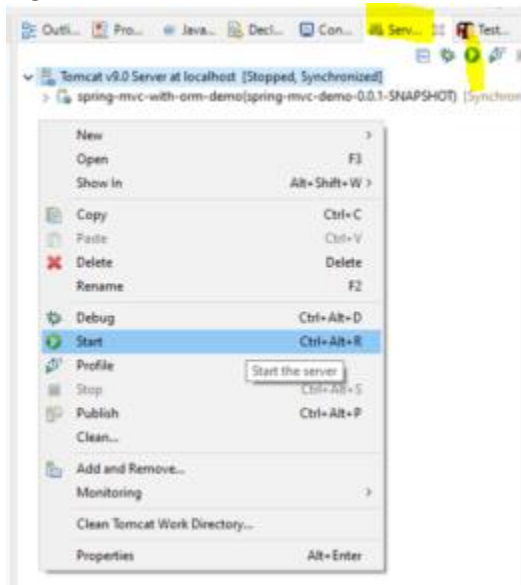 Outli... Pro... Java... Decl... Con... Serv... Test...
Tomcat v9.0 Server at localhost [Stopped, Synchronized]
spring-mvc-with-orm-demo(spring-mvc-demo-0.0.1-SNAPSHOT) [Synchron
New
Open F3
Show In Alt+Shift+W
Copy Ctrl+C
Paste Ctrl+V
Delete Delete
Rename F2
Debug Ctrl+Alt+D
Start Ctrl+Alt+R
Profile
Start the server
Stop Ctrl+Alt+S
Publish Ctrl+Alt+P
Clean...
Add and Remove...
Monitoring
Clean Tomcat Work Directory...
Properties Alt+Enter